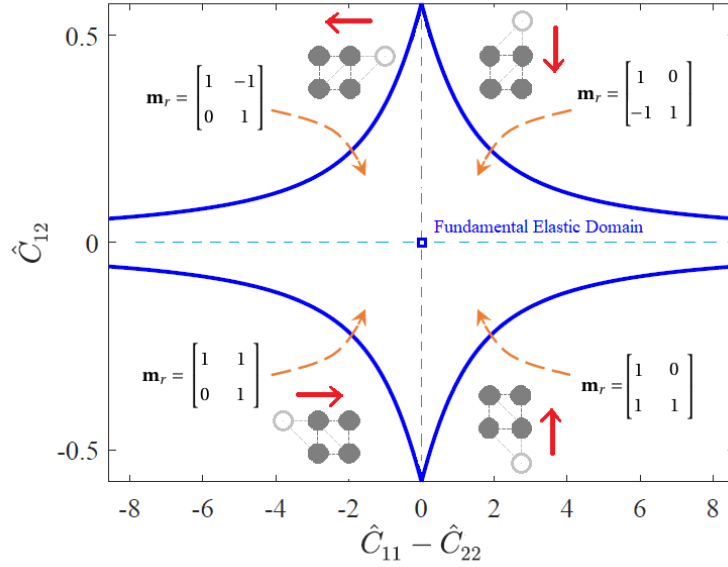 0.5
m_r = [1 -1
0 1]
m_r = [1 0
-1 1]
Ĉ₁₂
0
Fundamental Elastic Domain
m_r = [1 1
0 1]
m_r = [1 0
1 1]
-0.5
-8 -6 -4 -2 0 2 4 6 8
Ĉ₁₁ − Ĉ₂₂